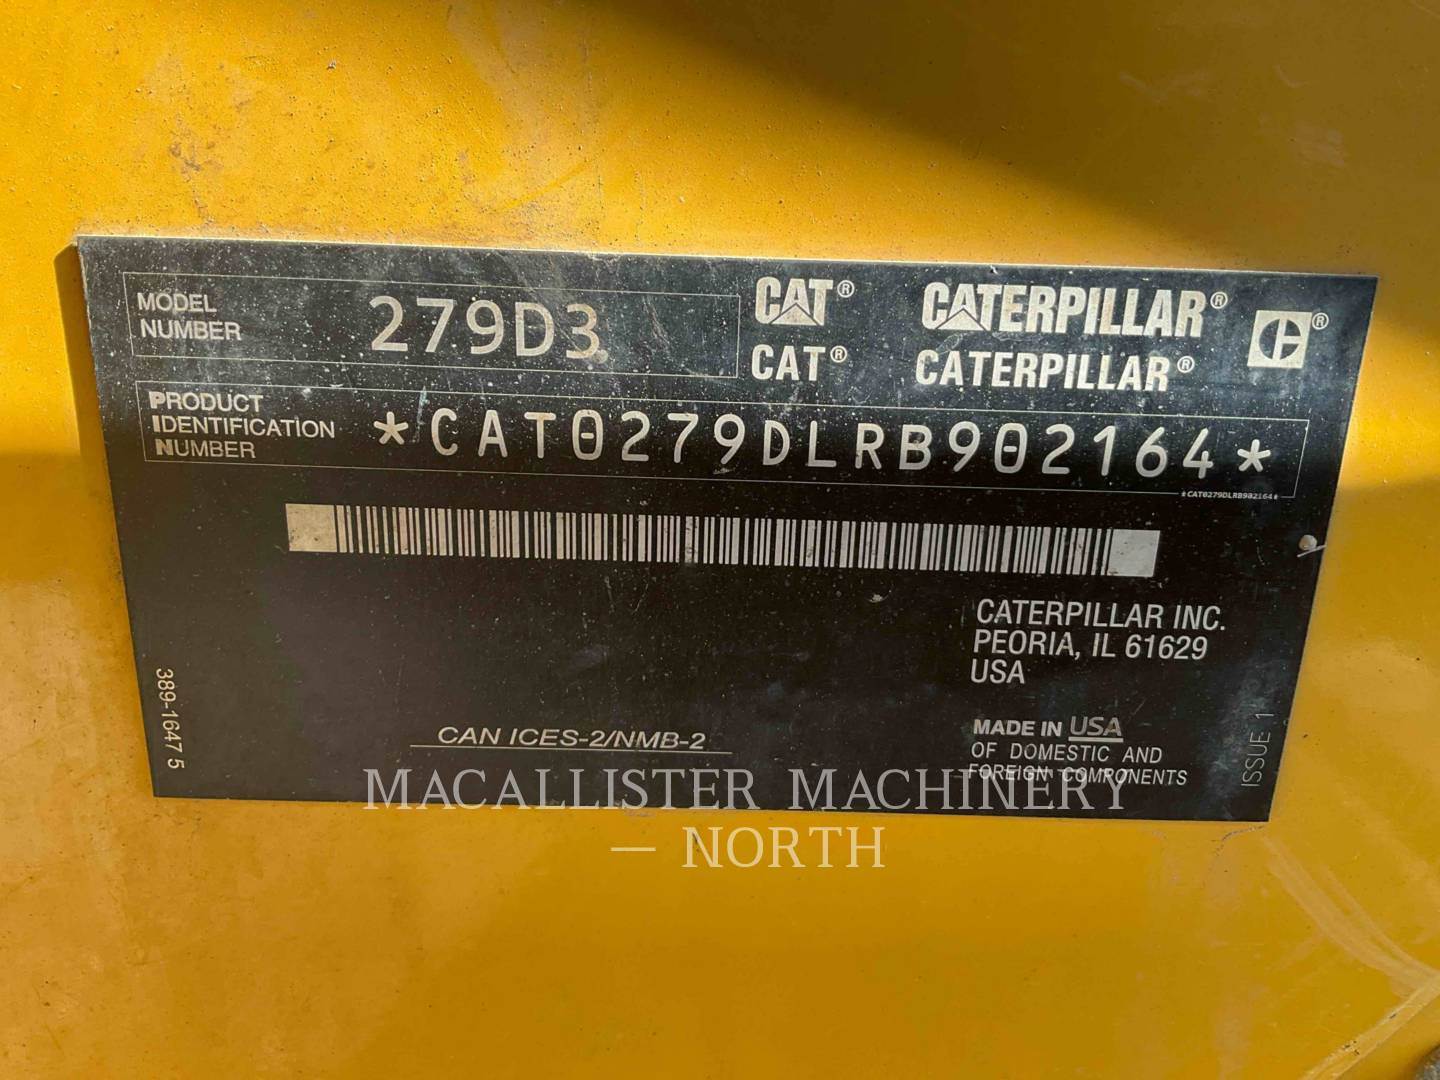 MODEL
NUMBER
279D3
CAT® CATERPILLAR®
CAT® CATERPILLAR®
PRODUCT
IDENTIFICATION
NUMBER
*CAT0279DLRB902164*
*CAT0279DLRB902164*
CATERPILLAR INC.
PEORIA, IL 61629
USA
MADE IN USA
OF DOMESTIC AND
FOREIGN COMPONENTS
CAN ICES-2/NMB-2
389-1647 5
ISSUE 1
MACALLISTER MACHINERY
— NORTH